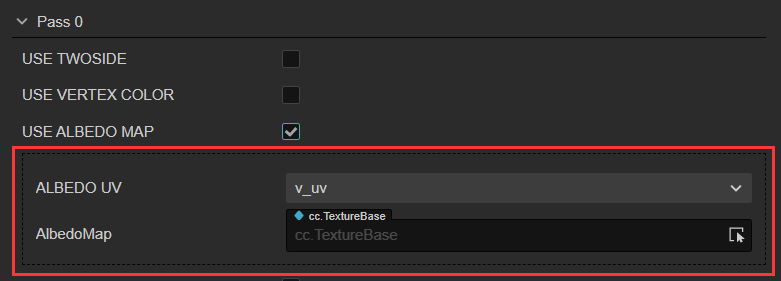 Pass 0
USE TWOSIDE
USE VERTEX COLOR
USE ALBEDO MAP
ALBEDO UV v_uv
cc.TextureBase
AlbedoMap cc.TextureBase